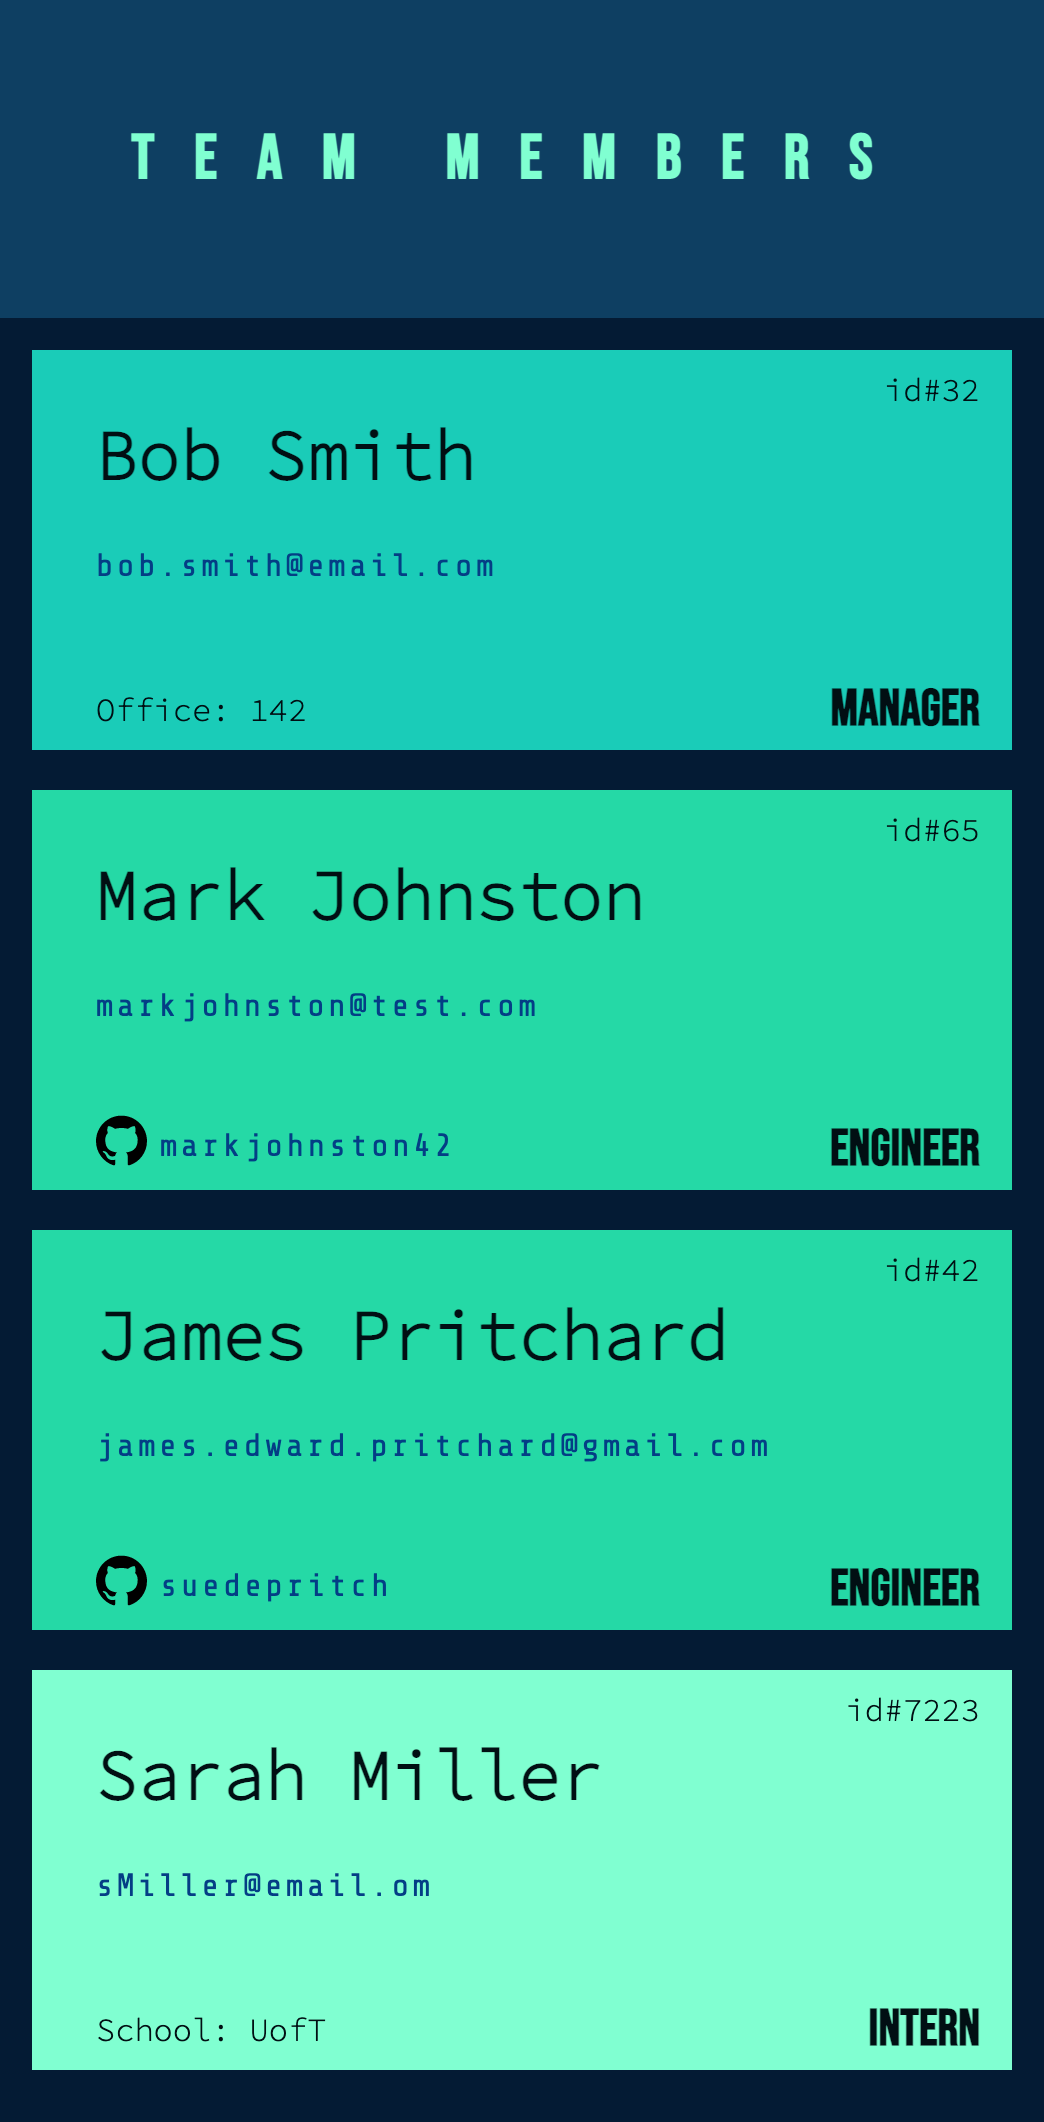 TEAM MEMBERS
id#32
Bob Smith
bob.smith@email.com
Office: 142
MANAGER
id#65
Mark Johnston
markjohnston@test.com
markjohnston42
ENGINEER
id#42
James Pritchard
james.edward.pritchard@gmail.com
suedepritch
ENGINEER
id#7223
Sarah Miller
sMiller@email.om
School: UofT
INTERN